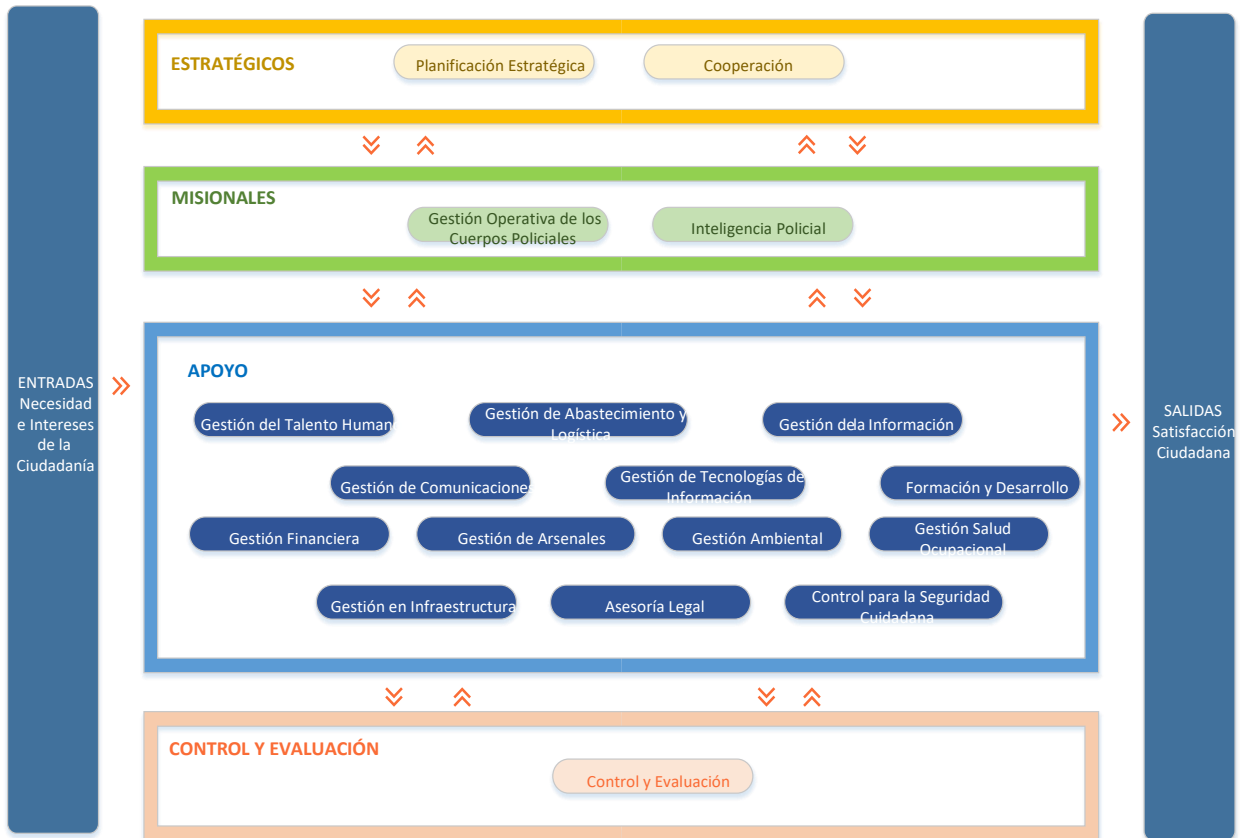 ESTRATÉGICOS
Planificación Estratégica
Cooperación
MISIONALES
Gestión Operativa de los
Cuerpos Policiales
Inteligencia Policial
ENTRADAS
Necesidad
e Intereses
de la
Ciudadanía
APOYO
Gestión del Talento Human
Gestión de Abastecimiento y
Logística
Gestión dela Información
Gestión de Comunicacione
Gestión de Tecnologías de
Información
Formación y Desarrollo
Gestión Financiera
Gestión de Arsenales
Gestión Ambiental
Gestión Salud
Ocupacional
Gestión en Infraestructura
Asesoría Legal
Control para la Seguridad
Cuidadana
SALIDAS
Satisfacción
Ciudadana
CONTROL Y EVALUACIÓN
Control y Evaluación